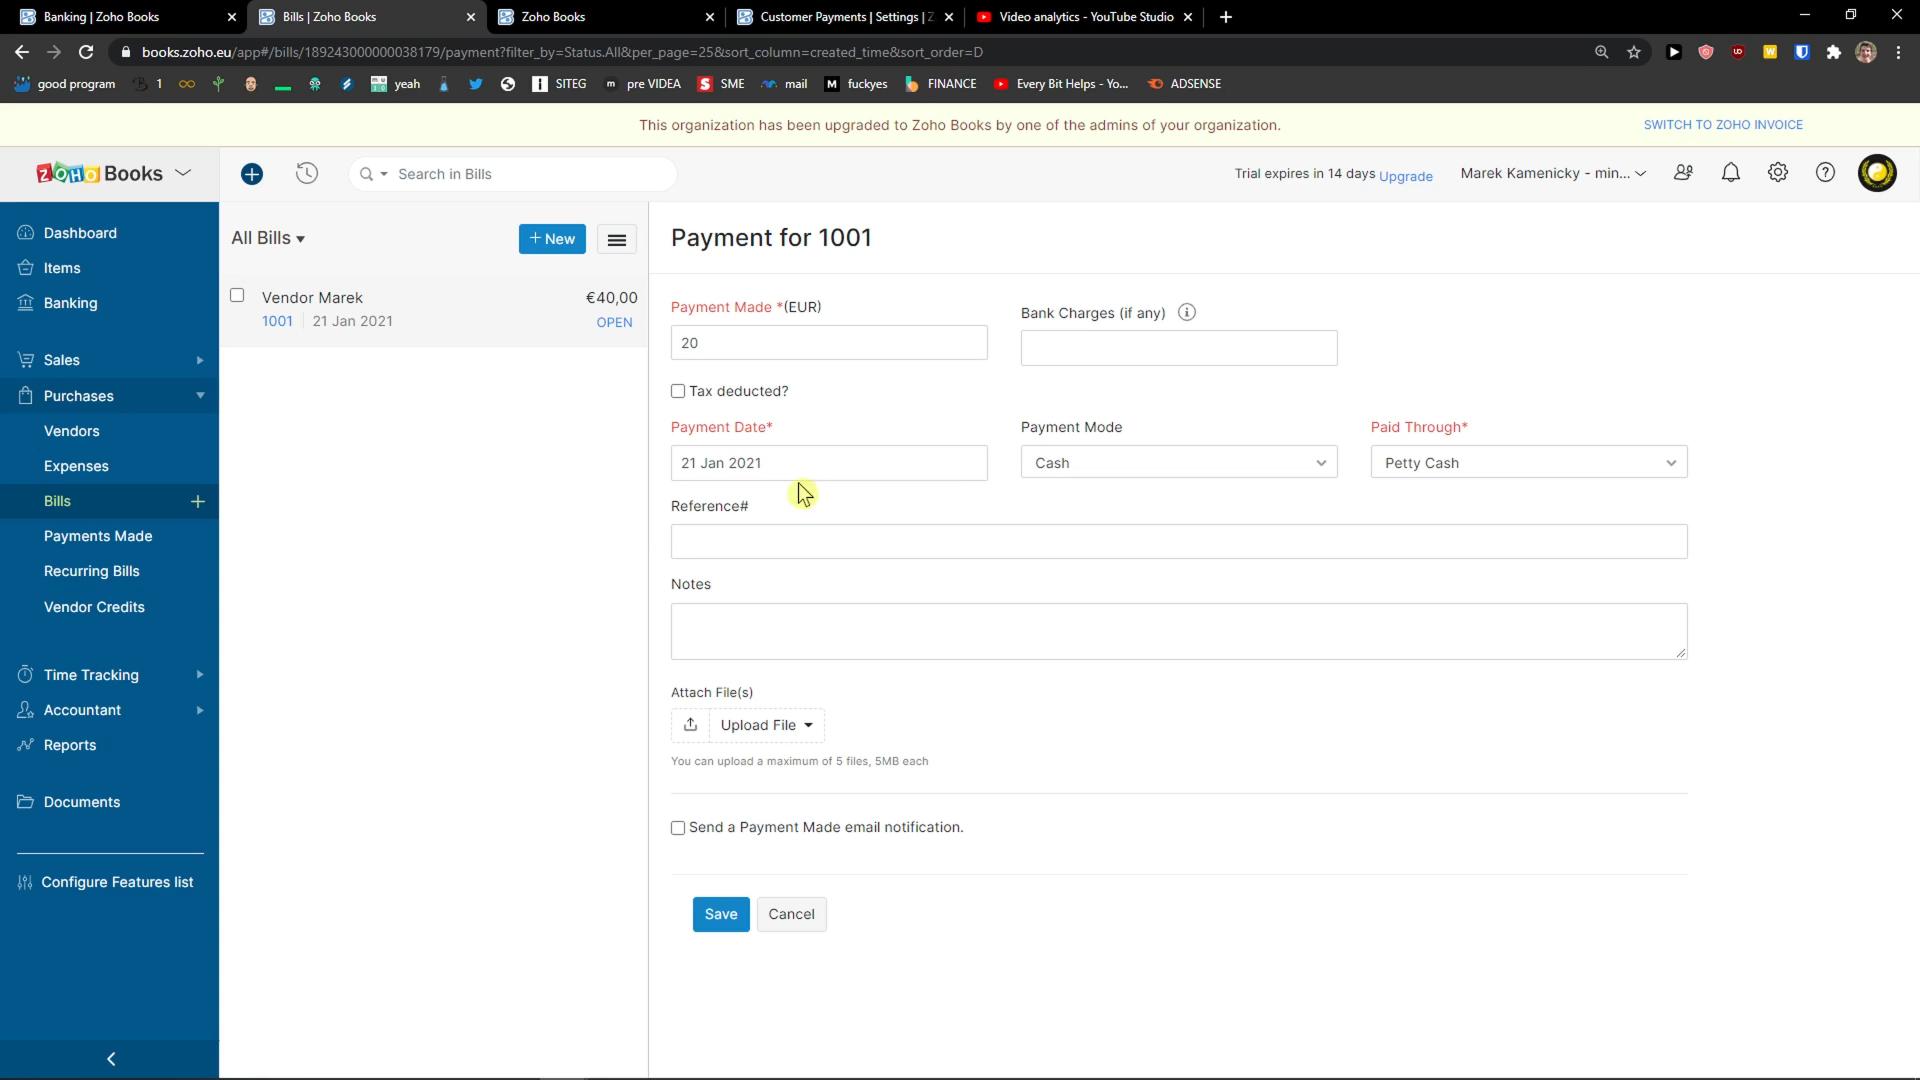 Banking | Zoho Books
Bills | Zoho Books
Zoho Books
Customer Payments | Settings | Z
Video analytics - YouTube Studio
books.zoho.eu/app#/bills/189243000000038179/payment?filter_by=Status.All&per_page=25&sort_column=created_time&sort_order=D
good program
1
yeah
SITEG
pre VIDEA
SME
mail
fuckyes
FINANCE
Every Bit Helps - Yo...
ADSENSE
This organization has been upgraded to Zoho Books by one of the admins of your organization.
SWITCH TO ZOHO INVOICE
ZOHO Books
Search in Bills
Trial expires in 14 days Upgrade
Marek Kamenicky - min...
Dashboard
Items
Banking
Sales
Purchases
Vendors
Expenses
Bills
Payments Made
Recurring Bills
Vendor Credits
Time Tracking
Accountant
Reports
Documents
Configure Features list
All Bills
+ New
Vendor Marek
€40,00
1001
21 Jan 2021
OPEN
Payment for 1001
Payment Made *(EUR)
20
Bank Charges (if any)
Tax deducted?
Payment Date*
21 Jan 2021
Payment Mode
Cash
Paid Through*
Petty Cash
Reference#
Notes
Attach File(s)
Upload File
You can upload a maximum of 5 files, 5MB each
Send a Payment Made email notification.
Save
Cancel